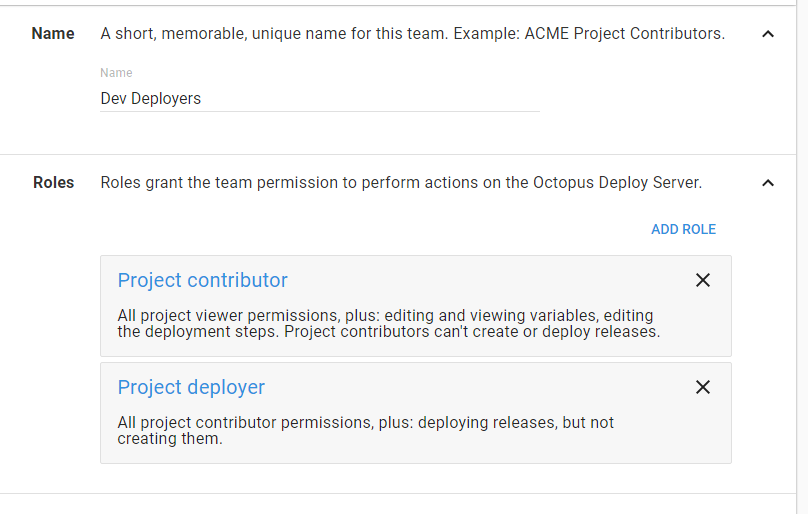 Name A short, memorable, unique name for this team. Example: ACME Project Contributors.
Name
Dev Deployers
Roles Roles grant the team permission to perform actions on the Octopus Deploy Server.
ADD ROLE
Project contributor
All project viewer permissions, plus: editing and viewing variables, editing
the deployment steps. Project contributors can't create or deploy releases.
Project deployer
All project contributor permissions, plus: deploying releases, but not
creating them.